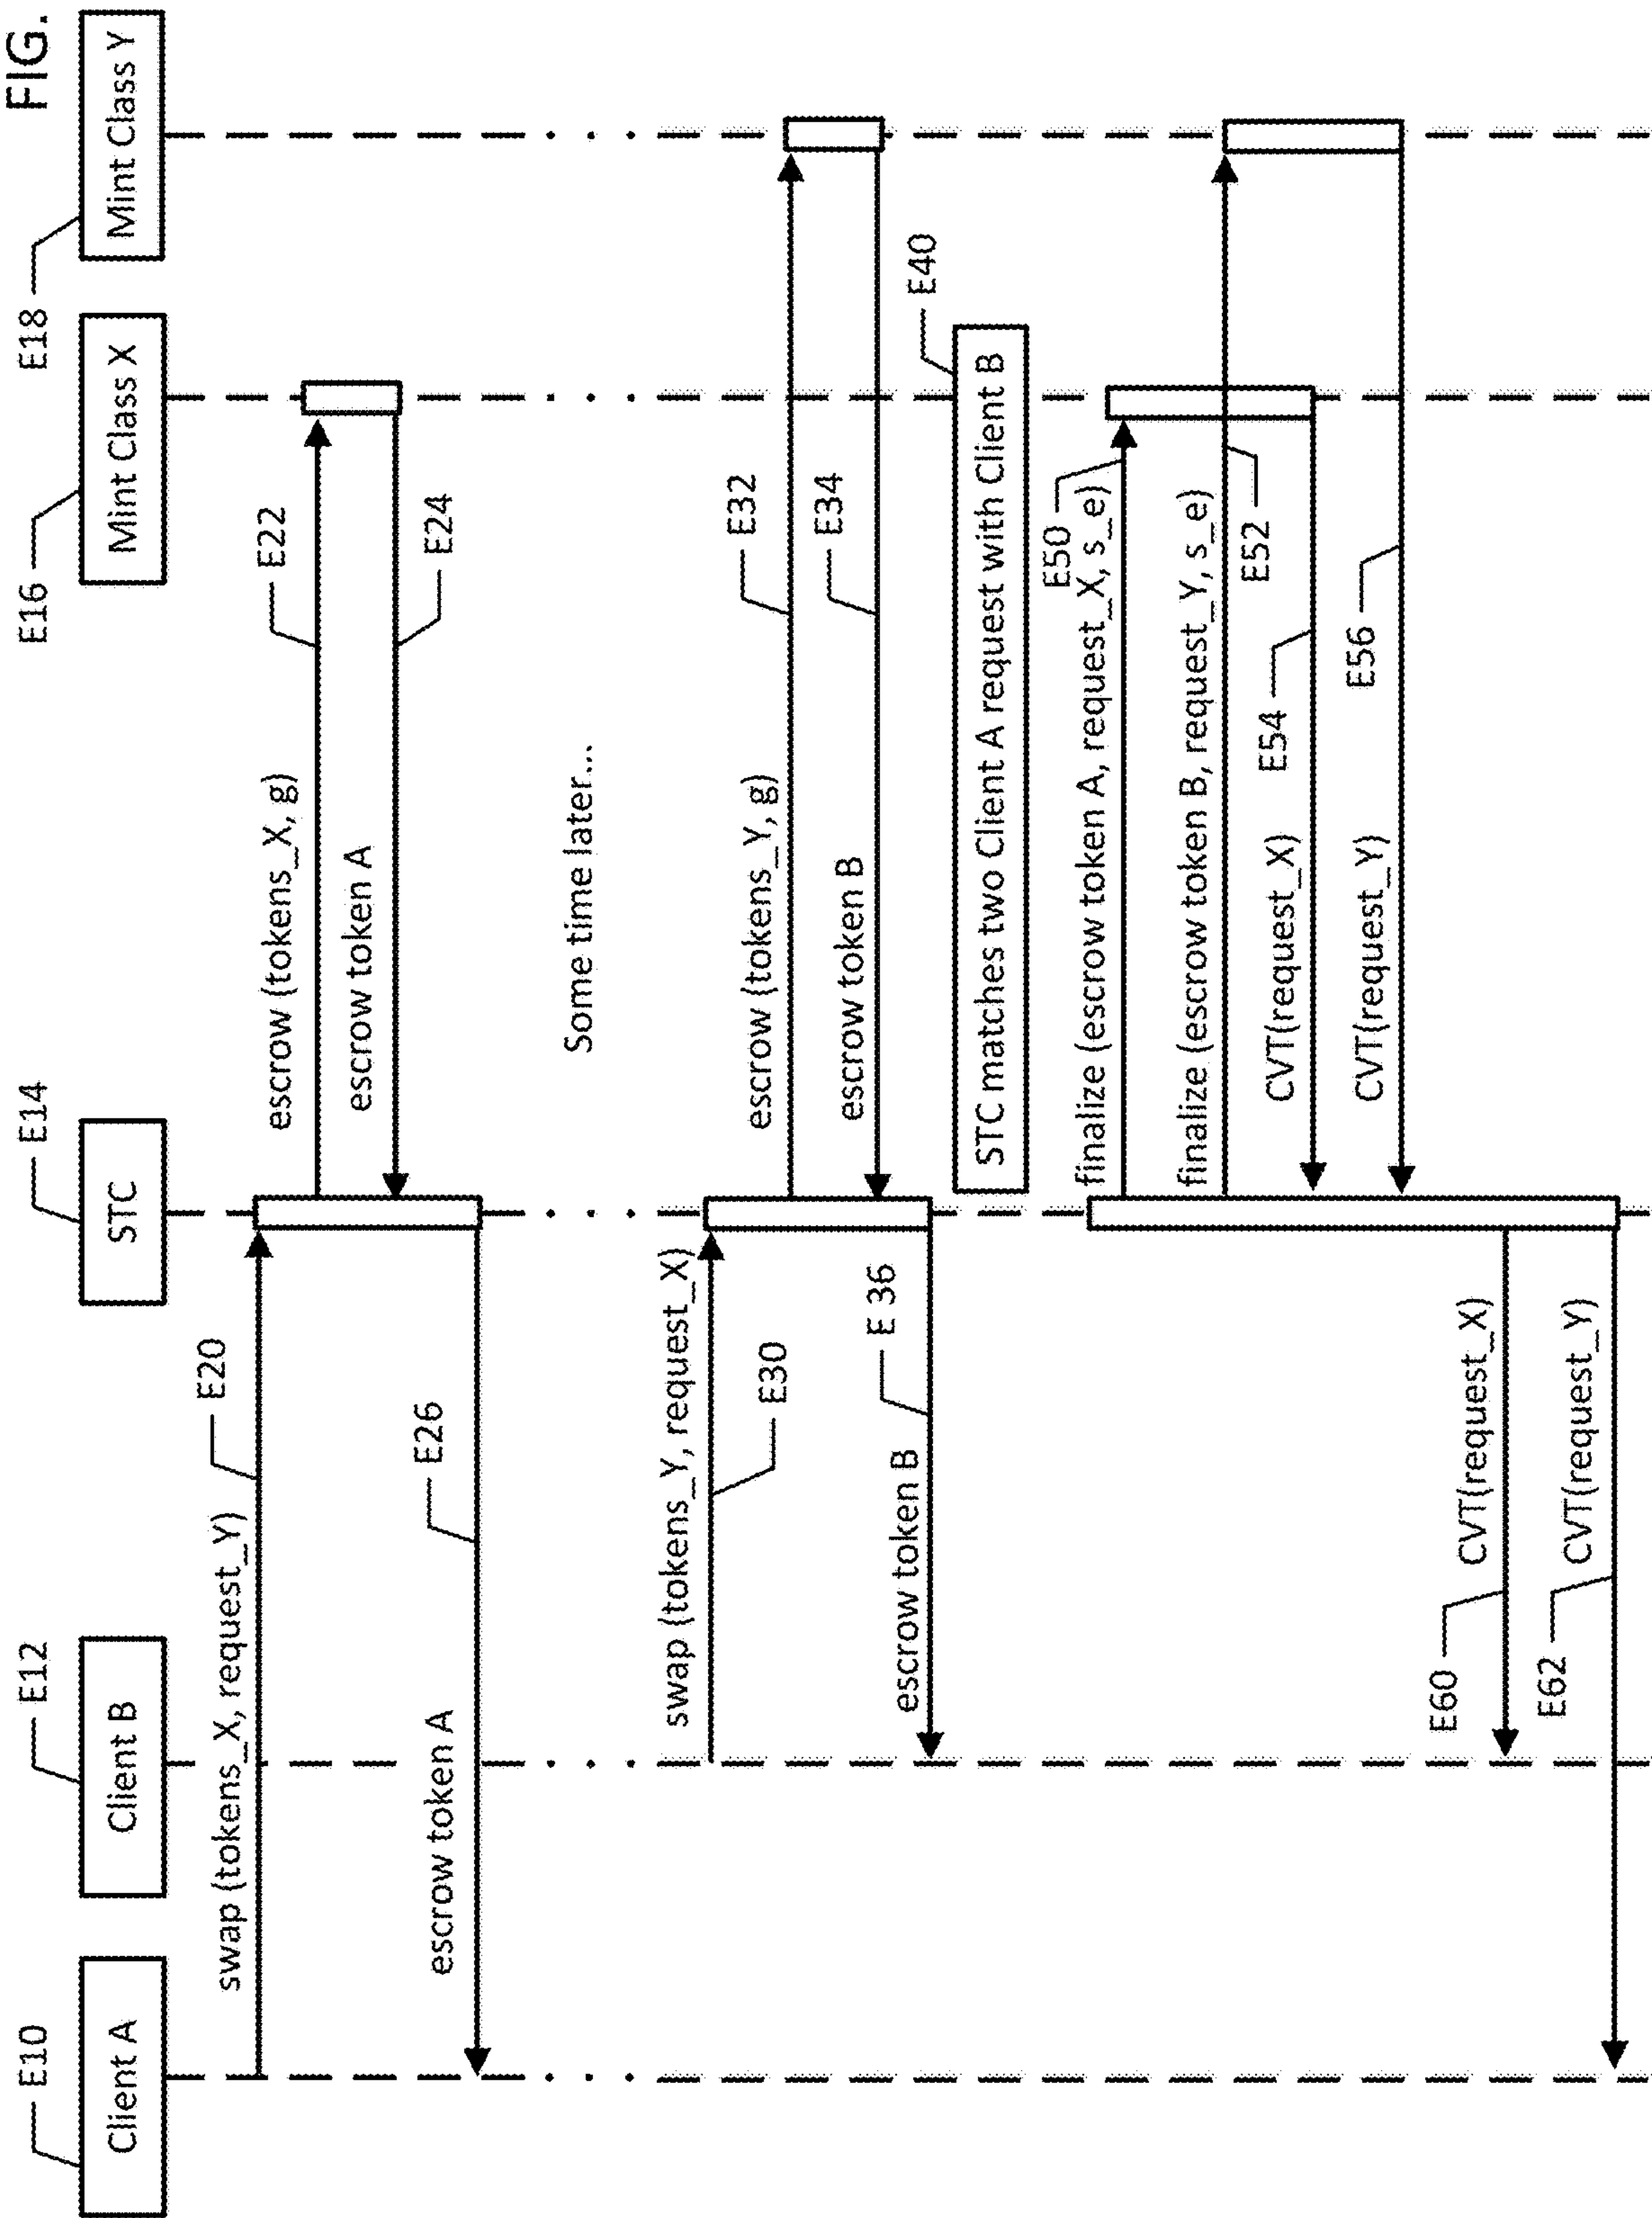 FIG.
E10
E12
E14
E16
E18
Client A
Client B
STC
Mint Class X
Mint Class Y
swap (tokens_X, request_Y)
E20
escrow (tokens_X, g)
E22
escrow token A
E24
escrow token A
E26
Some time later...
swap (tokens_Y, request_X)
E30
escrow (tokens_Y, g)
E32
escrow token B
E34
escrow token B
E 36
STC matches two Client A request with Client B
E40
finalize (escrow token A, request_X, s_e)
E50
finalize (escrow token B, request_Y, s_e)
E52
CVT(request_X)
E54
CVT(request_Y)
E56
E60
CVT(request_X)
E62
CVT(request_Y)